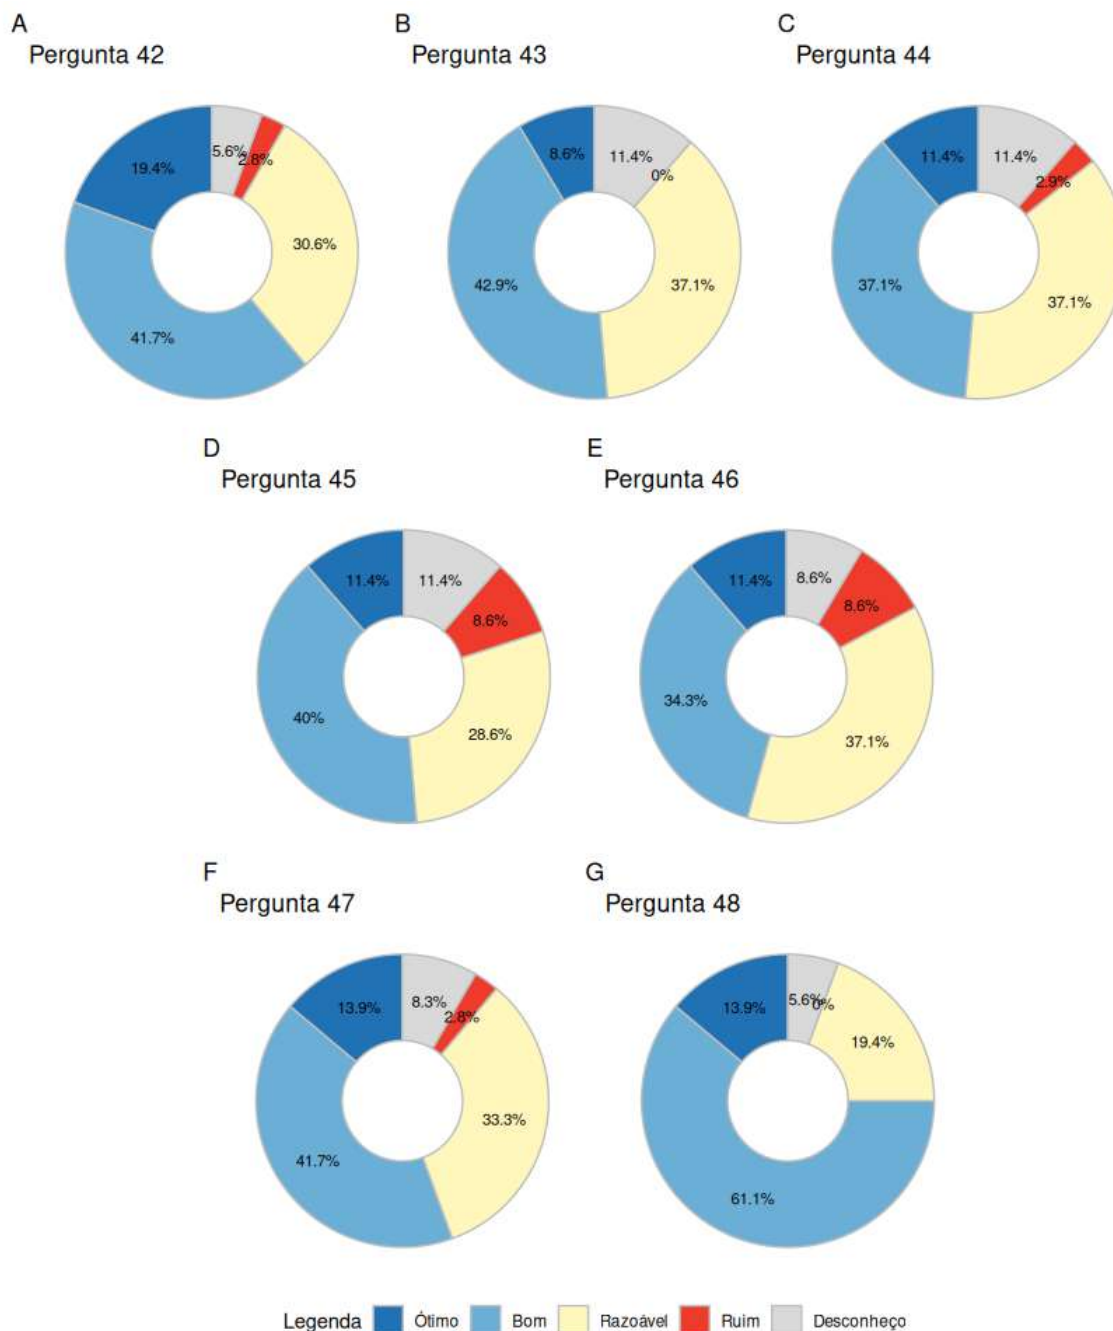 A
Pergunta 42
5.6%
2.8%
19.4%
30.6%
41.7%
B
Pergunta 43
8.6%
11.4%
0%
42.9%
37.1%
C
Pergunta 44
11.4%
11.4%
2.9%
37.1%
37.1%
D
Pergunta 45
11.4%
11.4%
8.6%
40%
28.6%
E
Pergunta 46
11.4%
8.6%
8.6%
34.3%
37.1%
F
Pergunta 47
13.9%
8.3%
2.8%
33.3%
41.7%
G
Pergunta 48
13.9%
5.6%
0%
19.4%
61.1%
Legenda Ótimo Bom Razoável Ruim Desconheço